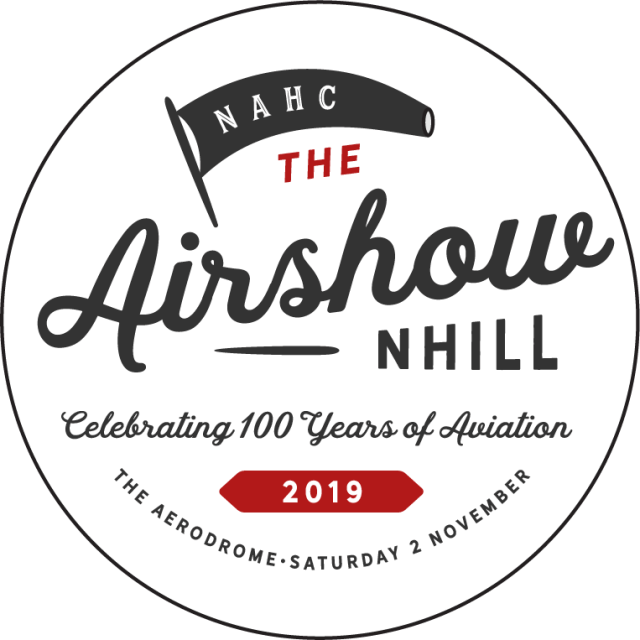 NAHC
THE
Airshow
NHILL
Celebrating 100 Years of Aviation
2019
THE AERODROME·SATURDAY 2 NOVEMBER